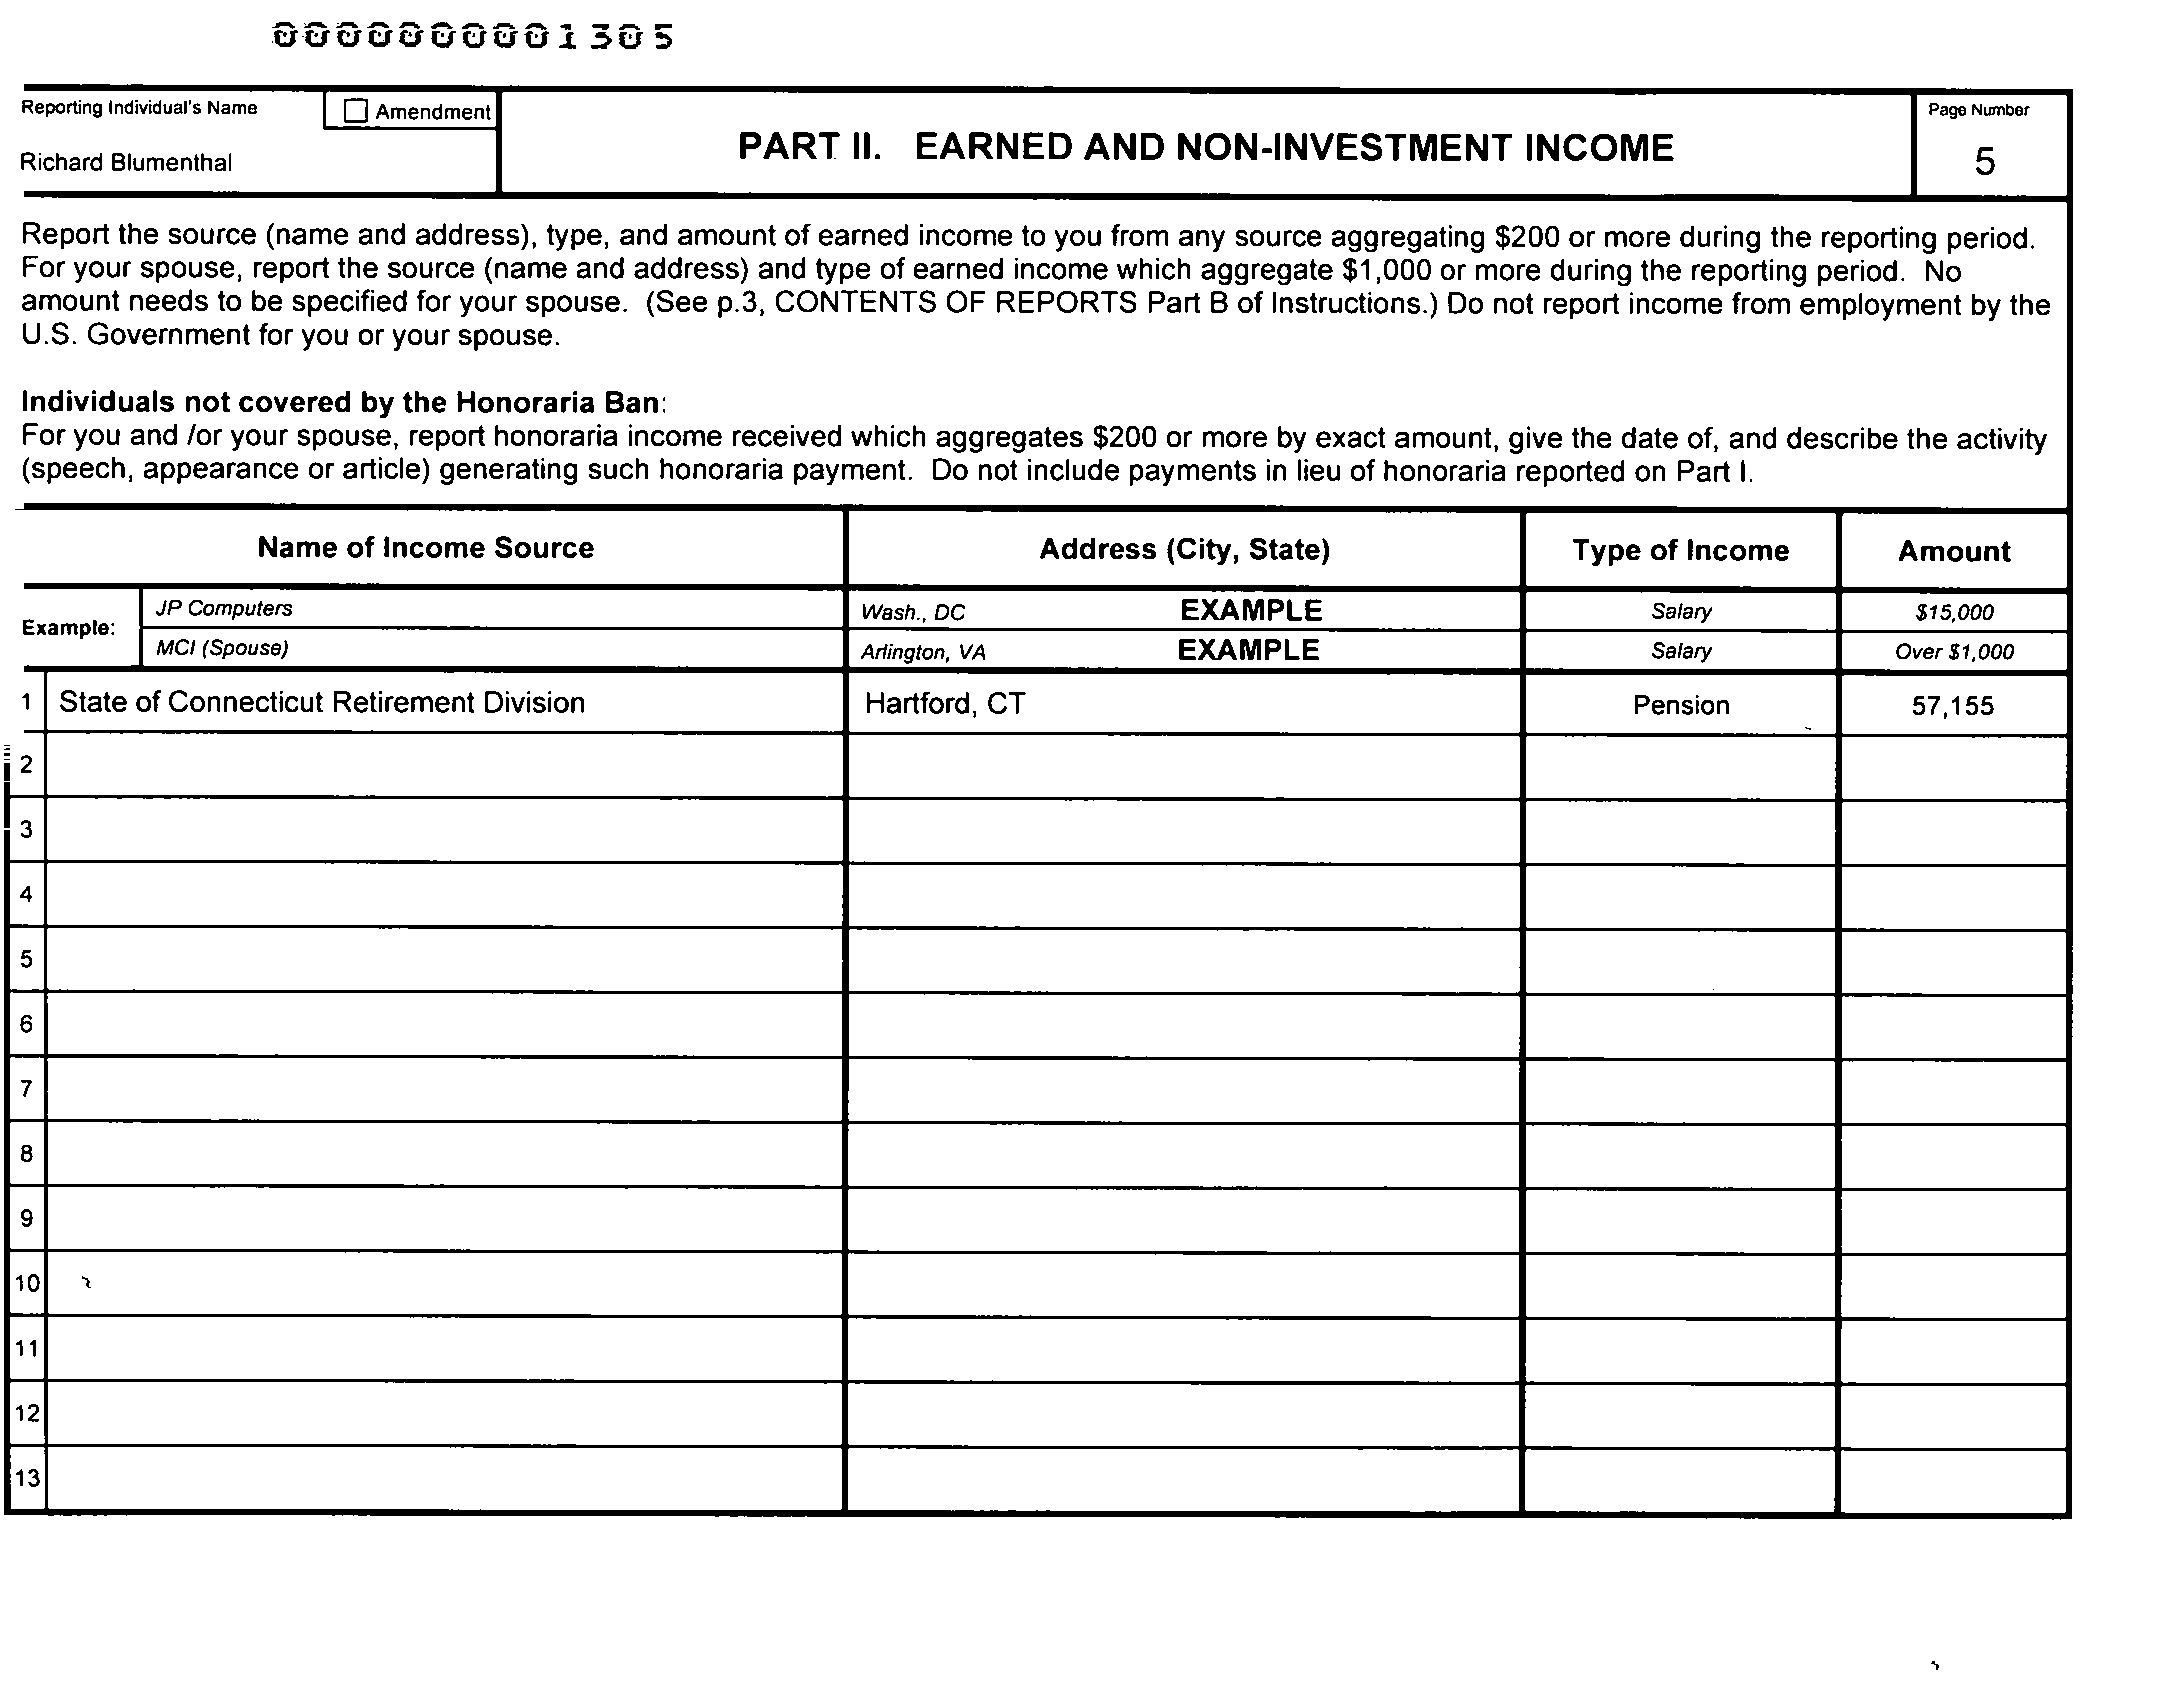 0000000001305
Reporting Individual's Name
☐ Amendment
Richard Blumenthal
PART II. EARNED AND NON-INVESTMENT INCOME
Page Number
5
Report the source (name and address), type, and amount of earned income to you from any source aggregating $200 or more during the reporting period.
For your spouse, report the source (name and address) and type of earned income which aggregate $1,000 or more during the reporting period. No
amount needs to be specified for your spouse. (See p.3, CONTENTS OF REPORTS Part B of Instructions.) Do not report income from employment by the
U.S. Government for you or your spouse.
Individuals not covered by the Honoraria Ban:
For you and /or your spouse, report honoraria income received which aggregates $200 or more by exact amount, give the date of, and describe the activity
(speech, appearance or article) generating such honoraria payment. Do not include payments in lieu of honoraria reported on Part I.
Name of Income Source Address (City, State) Type of Income Amount
Example:
JP Computers Wash., DC EXAMPLE Salary $15,000
MCI (Spouse) Arlington, VA EXAMPLE Salary Over $1,000
1 State of Connecticut Retirement Division Hartford, CT Pension 57,155
2
3
4
5
6
7
8
9
10
11
12
13